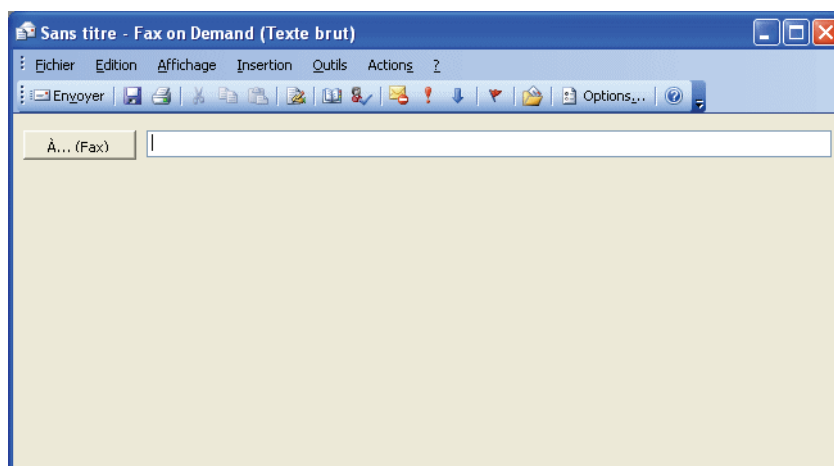 Sans titre - Fax on Demand (Texte brut)
Fichier Edition Affichage Insertion Outils Actions ?
Envoyer Options...
À... (Fax)